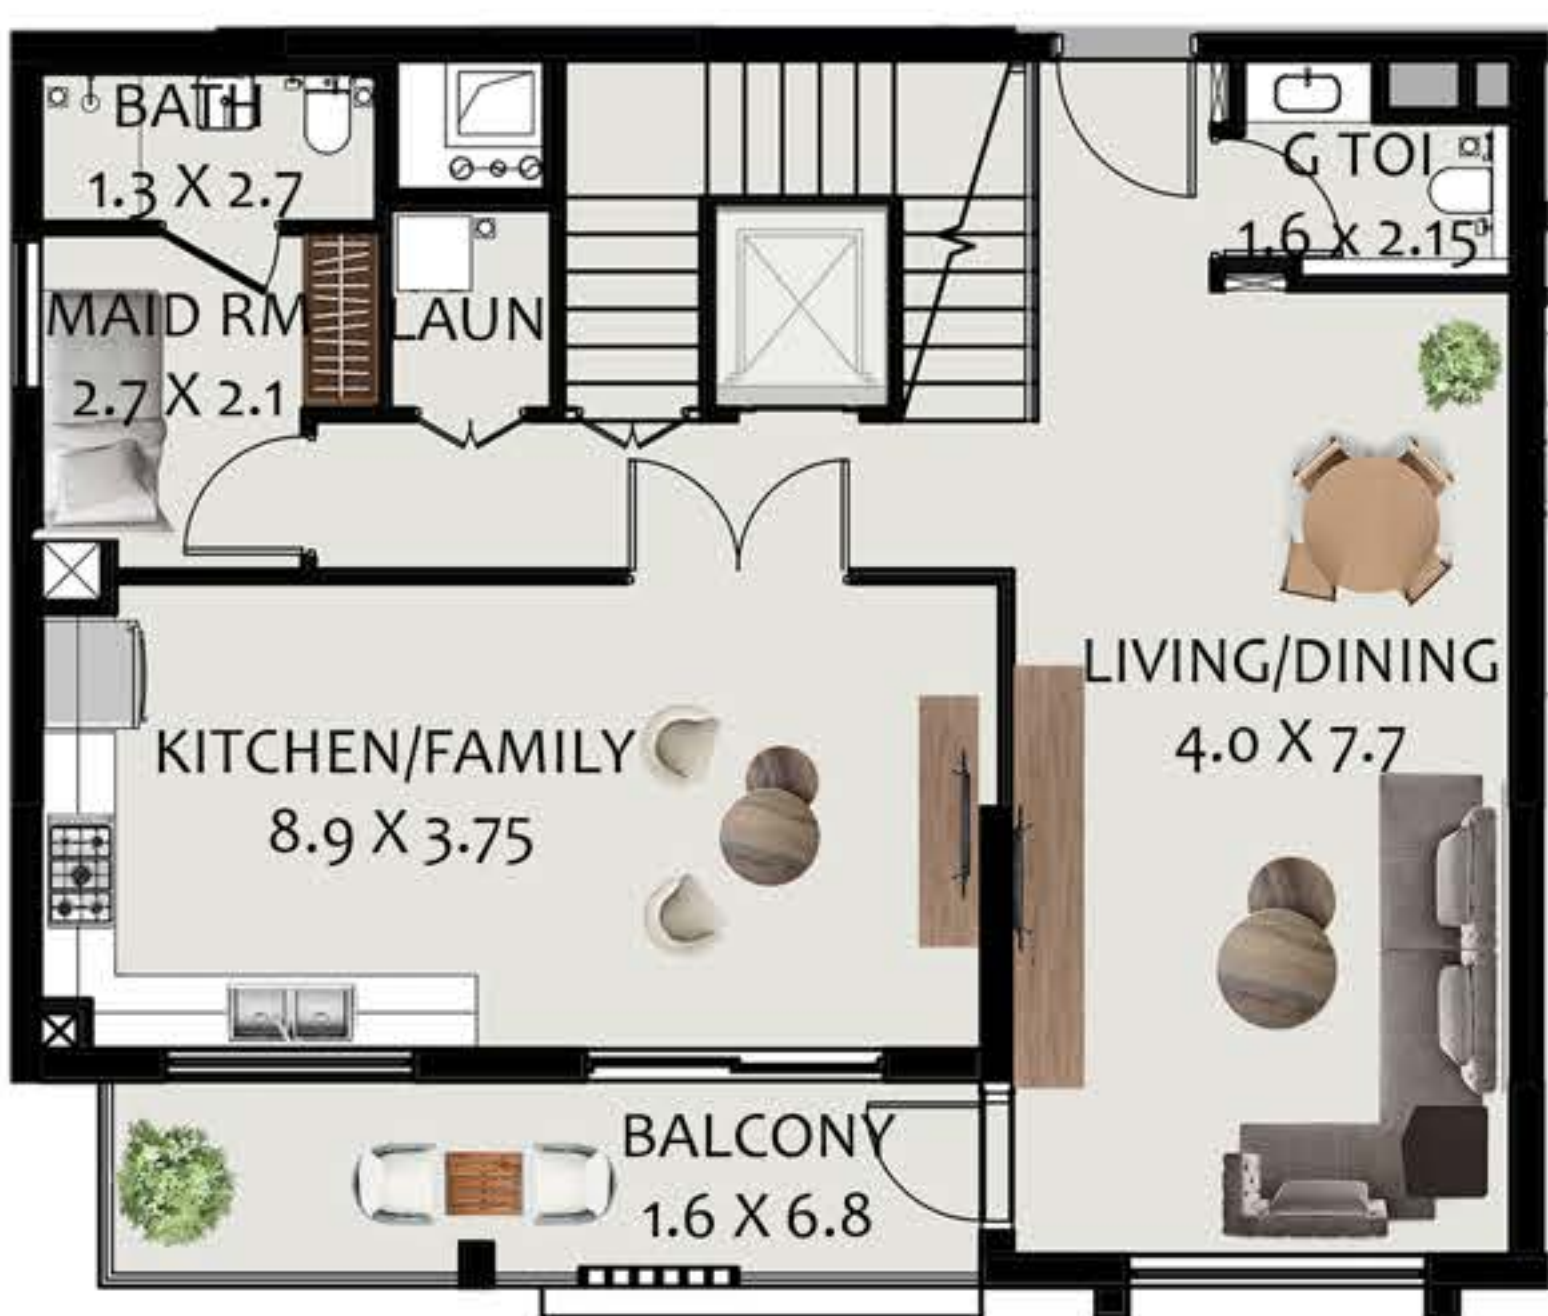 BATH
1.3 X 2.7
G TOI
1.6 X 2.15
MAID RM
2.7 X 2.1
LAUN
LIVING/DINING
4.0 X 7.7
KITCHEN/FAMILY
8.9 X 3.75
BALCONY
1.6 X 6.8